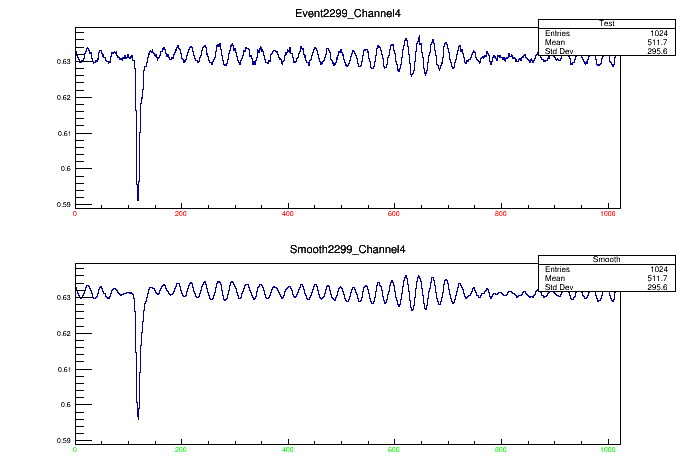 Event2299_Channel4
Test
Entries 1024
Mean 511.7
Std Dev 295.6
0.63
0.62
0.61
0.6
0.59
0 200 400 600 800 1000
Smooth2299_Channel4
Smooth
Entries 1024
Mean 511.7
Std Dev 295.6
0.63
0.62
0.61
0.6
0.59
0 200 400 600 800 1000